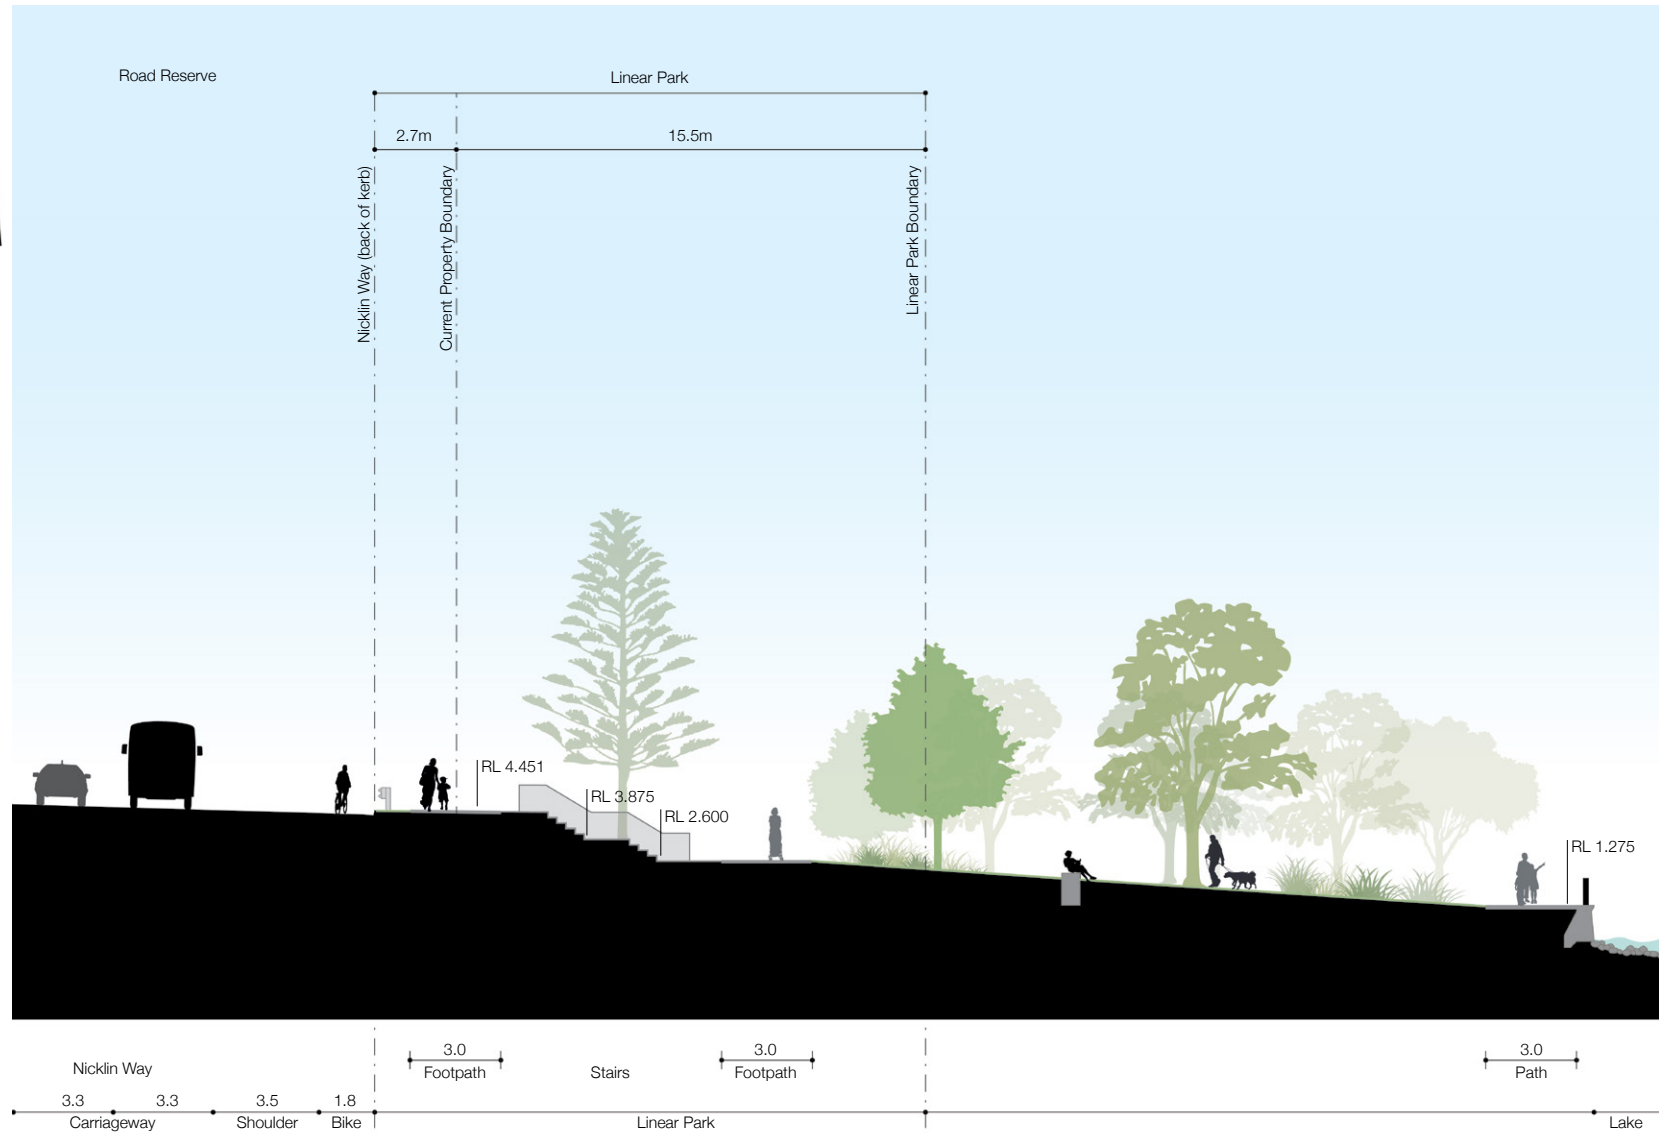 Road Reserve
Linear Park
2.7m
15.5m
Nicklin Way (back of kerb)
Current Property Boundary
Linear Park Boundary
RL 4.451
RL 3.875
RL 2.600
RL 1.275
Nicklin Way
3.0
Footpath
Stairs
3.0
Footpath
3.0
Path
3.3
3.3
3.5
1.8
Carriageway
Shoulder
Bike
Linear Park
Lake